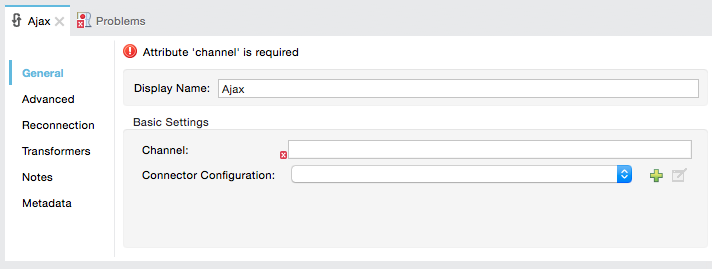 Ajax
Problems
Attribute 'channel' is required
General
Advanced
Reconnection
Transformers
Notes
Metadata
Display Name: Ajax
Basic Settings
Channel:
Connector Configuration: